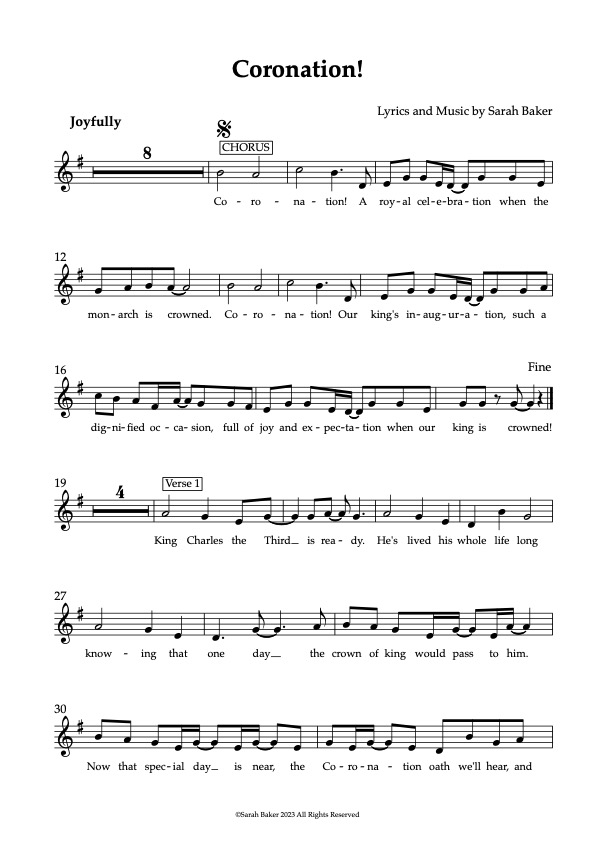 Coronation!
Lyrics and Music by Sarah Baker
Joyfully
8
CHORUS
Co - ro - na - tion! A roy-al cel-e-bra-tion when the
12
mon-arch is crowned. Co - ro - na - tion! Our king's in-aug-ur-a-tion, such a
Fine
16
dig-ni-fied oc-ca-sion, full of joy and ex-pec-ta-tion when our king is crowned!
19
4
Verse 1
King Charles the Third__ is rea-dy. He's lived his whole life long
27
know - ing that one day__ the crown of king would pass to him.
30
Now that spec-ial day__ is near, the Co-ro-na-tion oath we'll hear, and
©Sarah Baker 2023 All Rights Reserved